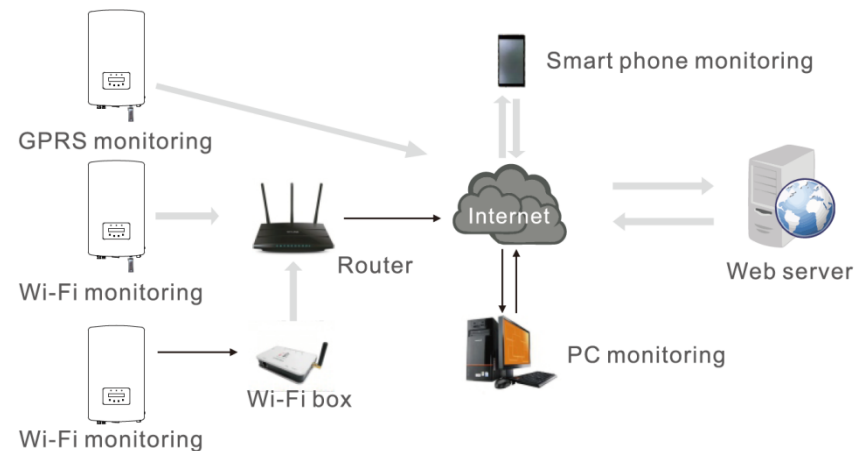 Smart phone monitoring
GPRS monitoring
Internet
Router
Web server
Wi-Fi monitoring
PC monitoring
Wi-Fi box
Wi-Fi monitoring